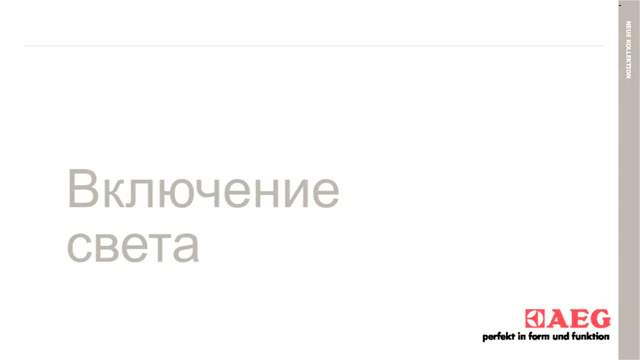 NEUE KOLLEKTION
Включение
света
AEG
perfekt in form und funktion